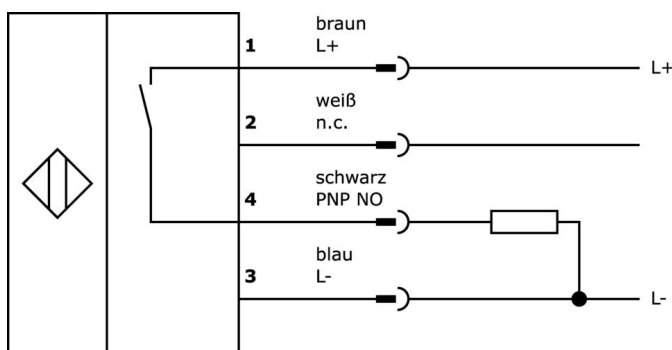 braun
1
L+
L+
weiß
2
n.c.
schwarz
4
PNP NO
blau
3
L-
L-